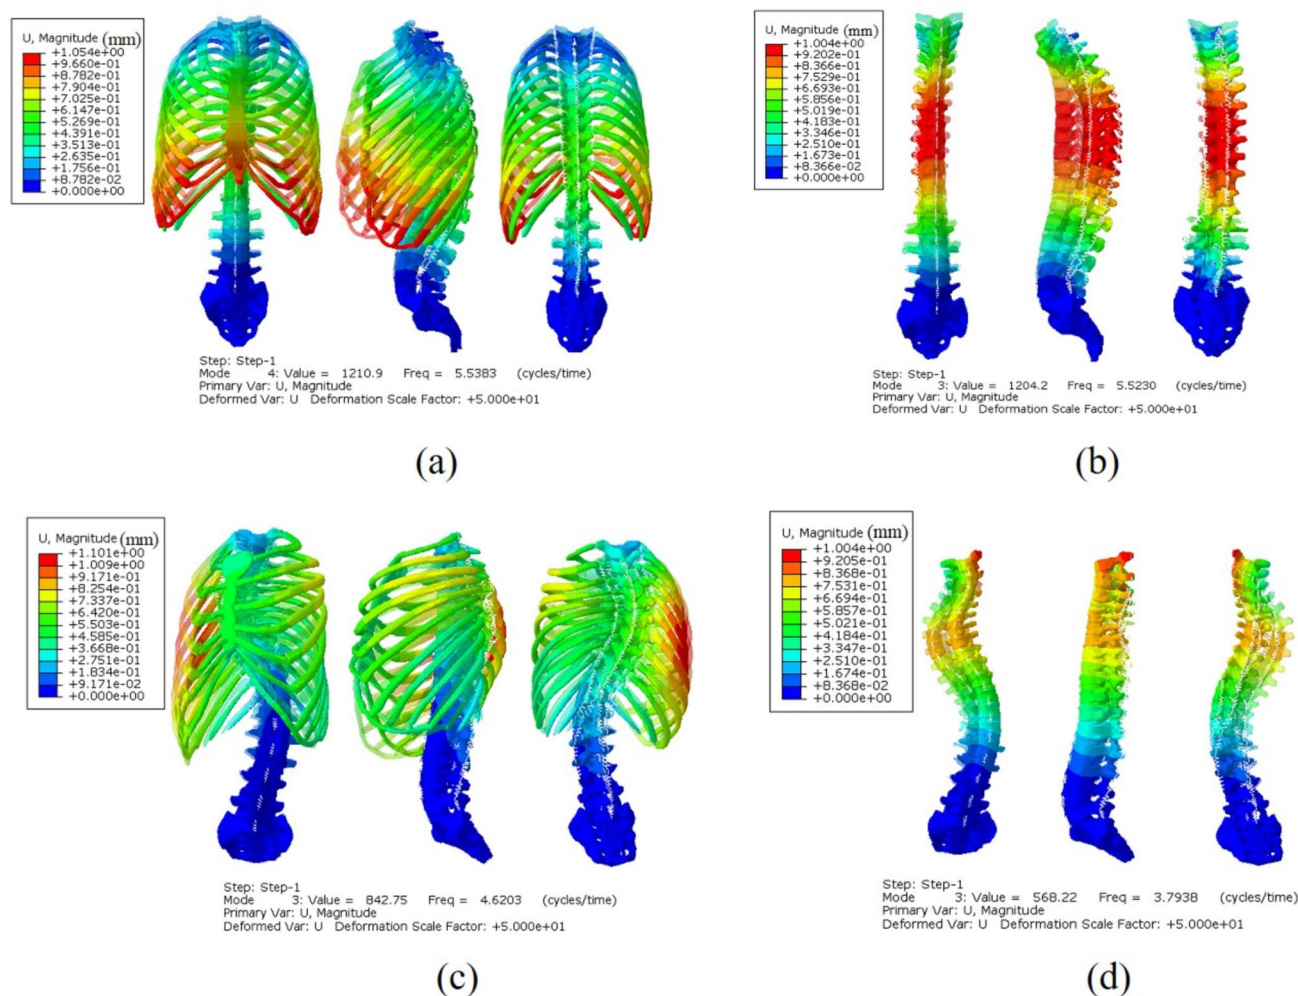 U, Magnitude (mm)
+1.054e+00
+9.660e-01
+8.782e-01
+7.904e-01
+7.025e-01
+6.147e-01
+5.269e-01
+4.391e-01
+3.513e-01
+2.635e-01
+1.756e-01
+8.782e-02
+0.000e+00
Step: Step-1
Mode 4: Value = 1210.9 Freq = 5.5383 (cycles/time)
Primary Var: U, Magnitude
Deformed Var: U Deformation Scale Factor: +5.000e+01
(a)
U, Magnitude (mm)
+1.004e+00
+9.202e-01
+8.366e-01
+7.529e-01
+6.693e-01
+5.856e-01
+5.019e-01
+4.183e-01
+3.346e-01
+2.510e-01
+1.673e-01
+8.366e-02
+0.000e+00
Step: Step-1
Mode 3: Value = 1204.2 Freq = 5.5230 (cycles/time)
Primary Var: U, Magnitude
Deformed Var: U Deformation Scale Factor: +5.000e+01
(b)
U, Magnitude (mm)
+1.101e+00
+1.009e+00
+9.171e-01
+8.254e-01
+7.337e-01
+6.420e-01
+5.503e-01
+4.585e-01
+3.668e-01
+2.751e-01
+1.834e-01
+9.171e-02
+0.000e+00
Step: Step-1
Mode 3: Value = 842.75 Freq = 4.6203 (cycles/time)
Primary Var: U, Magnitude
Deformed Var: U Deformation Scale Factor: +5.000e+01
(c)
U, Magnitude (mm)
+1.004e+00
+9.205e-01
+8.368e-01
+7.531e-01
+6.694e-01
+5.857e-01
+5.021e-01
+4.184e-01
+3.347e-01
+2.510e-01
+1.674e-01
+8.368e-02
+0.000e+00
Step: Step-1
Mode 3: Value = 568.22 Freq = 3.7938 (cycles/time)
Primary Var: U, Magnitude
Deformed Var: U Deformation Scale Factor: +5.000e+01
(d)